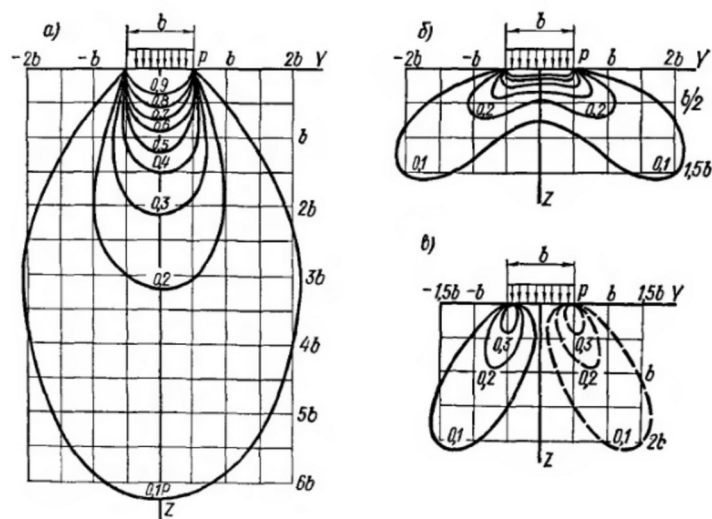 а)
b
-2b -b P b 2b Y
0,9
0,8
0,7
0,6
0,5
0,4
0,3
0,2
0,1P
b
2b
3b
4b
5b
6b
Z
б)
b
-2b -b P b 2b Y
b/2
0,2 0,2
0,1 0,1
1,5b
Z
в)
b
-1,5b -b P b 1,5b Y
0,3 0,3
0,2 0,2
b
0,1 0,1
2b
Z